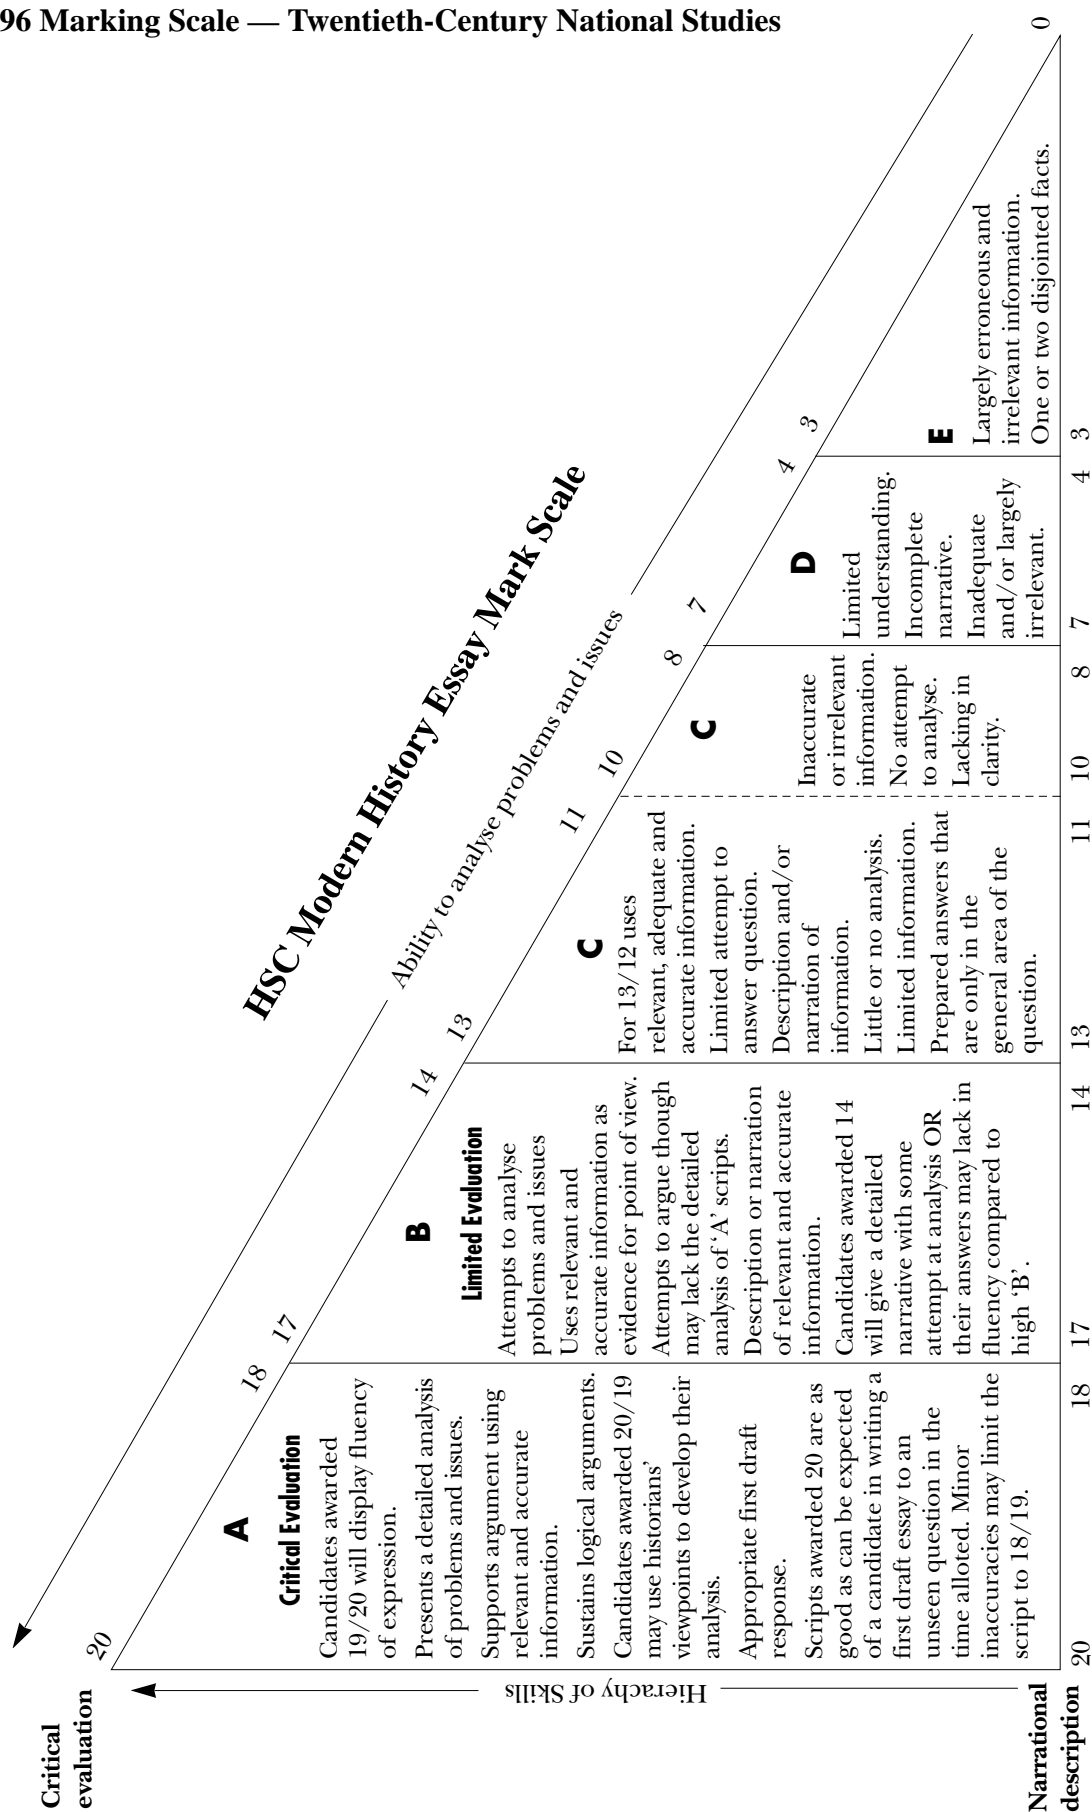 96 Marking Scale — Twentieth-Century National Studies
HSC Modern History Essay Mark Scale
Ability to analyse problems and issues
Critical
evaluation
Hierachy of Skills
Narrational
description
20
18
17
14
13
11
10
8
7
4
3
0
A
Critical Evaluation
Candidates awarded
19/20 will display fluency
of expression.
Presents a detailed analysis
of problems and issues.
Supports argument using
relevant and accurate
information.
Sustains logical arguments.
Candidates awarded 20/19
may use historians’
viewpoints to develop their
analysis.
Appropriate first draft
response.
Scripts awarded 20 are as
good as can be expected
of a candidate in writing a
first draft essay to an
unseen question in the
time alloted. Minor
inaccuracies may limit the
script to 18/19.
B
Limited Evaluation
Attempts to analyse
problems and issues
Uses relevant and
accurate information as
evidence for point of view.
Attempts to argue though
may lack the detailed
analysis of ‘A’ scripts.
Description or narration
of relevant and accurate
information.
Candidates awarded 14
will give a detailed
narrative with some
attempt at analysis OR
their answers may lack in
fluency compared to
high ‘B’.
C
For 13/12 uses
relevant, adequate and
accurate information.
Limited attempt to
answer question.
Description and/or
narration of
information.
Little or no analysis.
Limited information.
Prepared answers that
are only in the
general area of the
question.
C
Inaccurate
or irrelevant
information.
No attempt
to analyse.
Lacking in
clarity.
D
Limited
understanding.
Incomplete
narrative.
Inadequate
and/or largely
irrelevant.
E
Largely erroneous and
irrelevant information.
One or two disjointed facts.
20
18
17
14
13
11
10
8
7
4
3